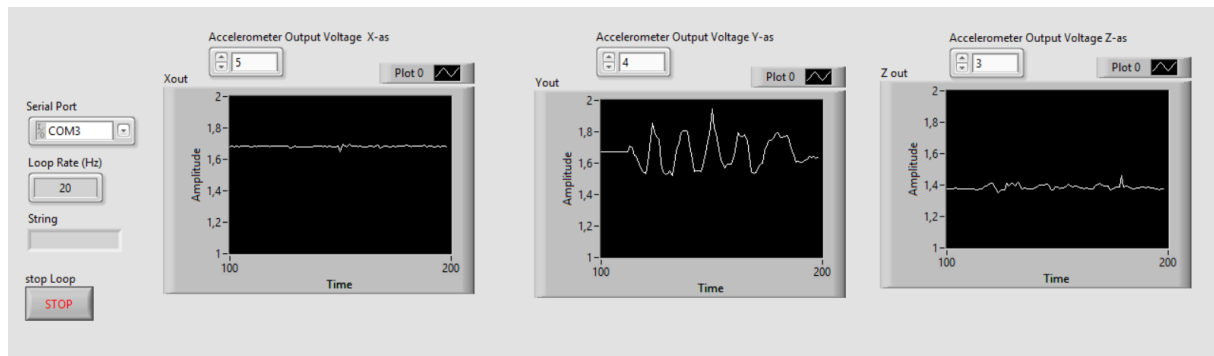 Serial Port
COM3
Loop Rate (Hz)
20
String
stop Loop
STOP
Accelerometer Output Voltage X-as
5
Xout
Plot 0
2
1,8
1,6
1,4
1,2
1
Amplitude
100
200
Time
Accelerometer Output Voltage Y-as
4
Yout
Plot 0
2
1,8
1,6
1,4
1,2
1
Amplitude
100
200
Time
Accelerometer Output Voltage Z-as
3
Z out
Plot 0
2
1,8
1,6
1,4
1,2
1
Amplitude
100
200
Time